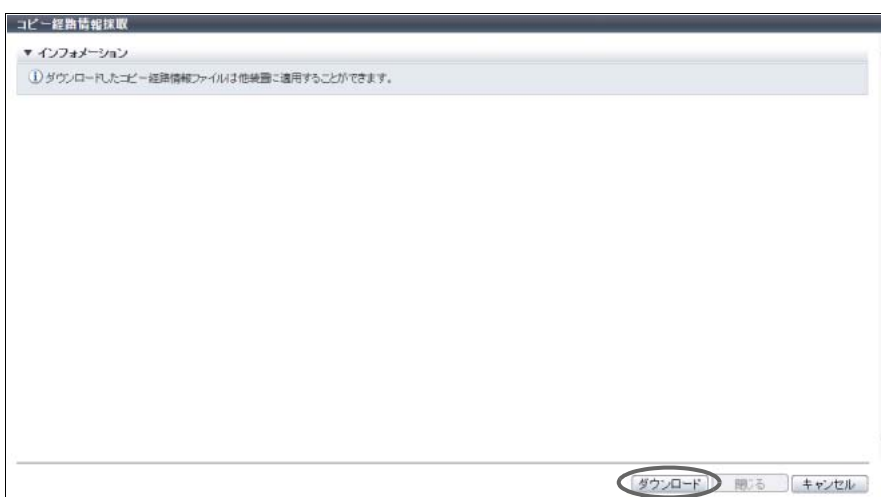 コピー経路情報採取
▼ インフォメーション
ダウンロードしたコピー経路情報ファイルは他装置に適用することができます。
ダウンロード 閉じる キャンセル